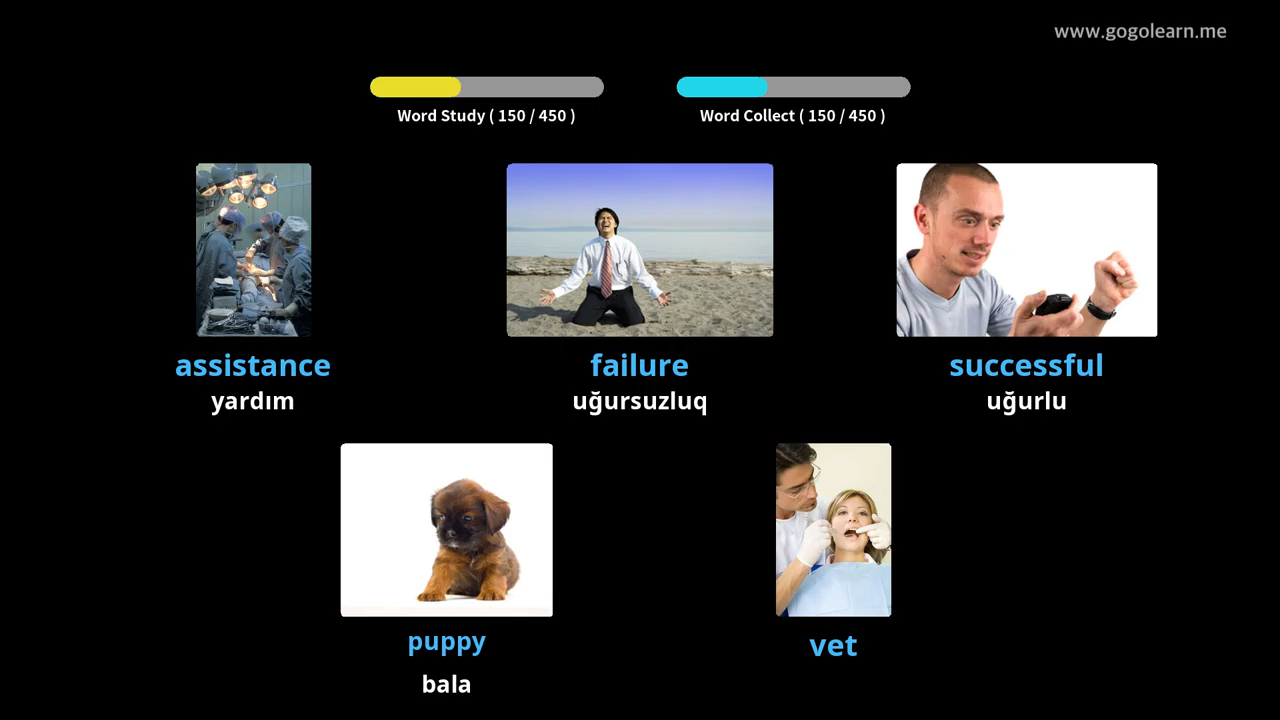 www.gogolearn.me
Word Study ( 150 / 450 )
Word Collect ( 150 / 450 )
assistance
yardım
failure
uğursuzluq
successful
uğurlu
puppy
bala
vet